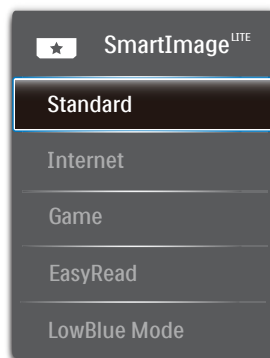 SmartImage LITE
Standard
Internet
Game
EasyRead
LowBlue Mode